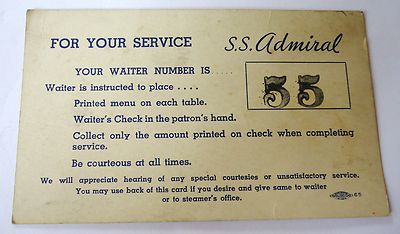 FOR YOUR SERVICE S.S. Admiral
YOUR WAITER NUMBER IS.....
55
Waiter is instructed to place ....
Printed menu on each table.
Waiter's Check in the patron's hand.
Collect only the amount printed on check when completing
service.
Be courteous at all times.
We will appreciate hearing of any special courtesies or unsatisfactory service.
You may use back of this card if you desire and give same to waiter
or to steamer's office.